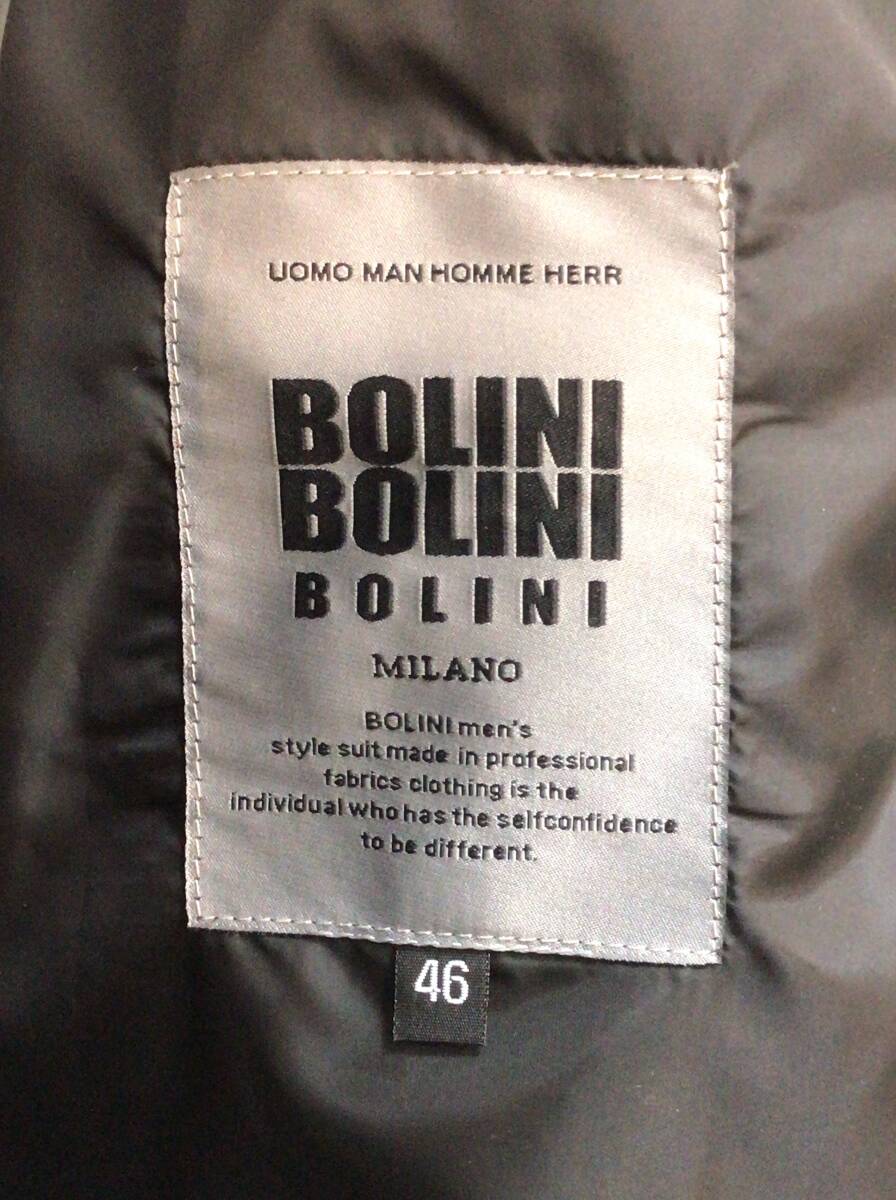 UOMO MAN HOMME HERR
BOLINI
BOLINI
BOLINI
MILANO
BOLINI men's
style suit made in professional
fabrics clothing is the
individual who has the selfconfidence
to be different.
46